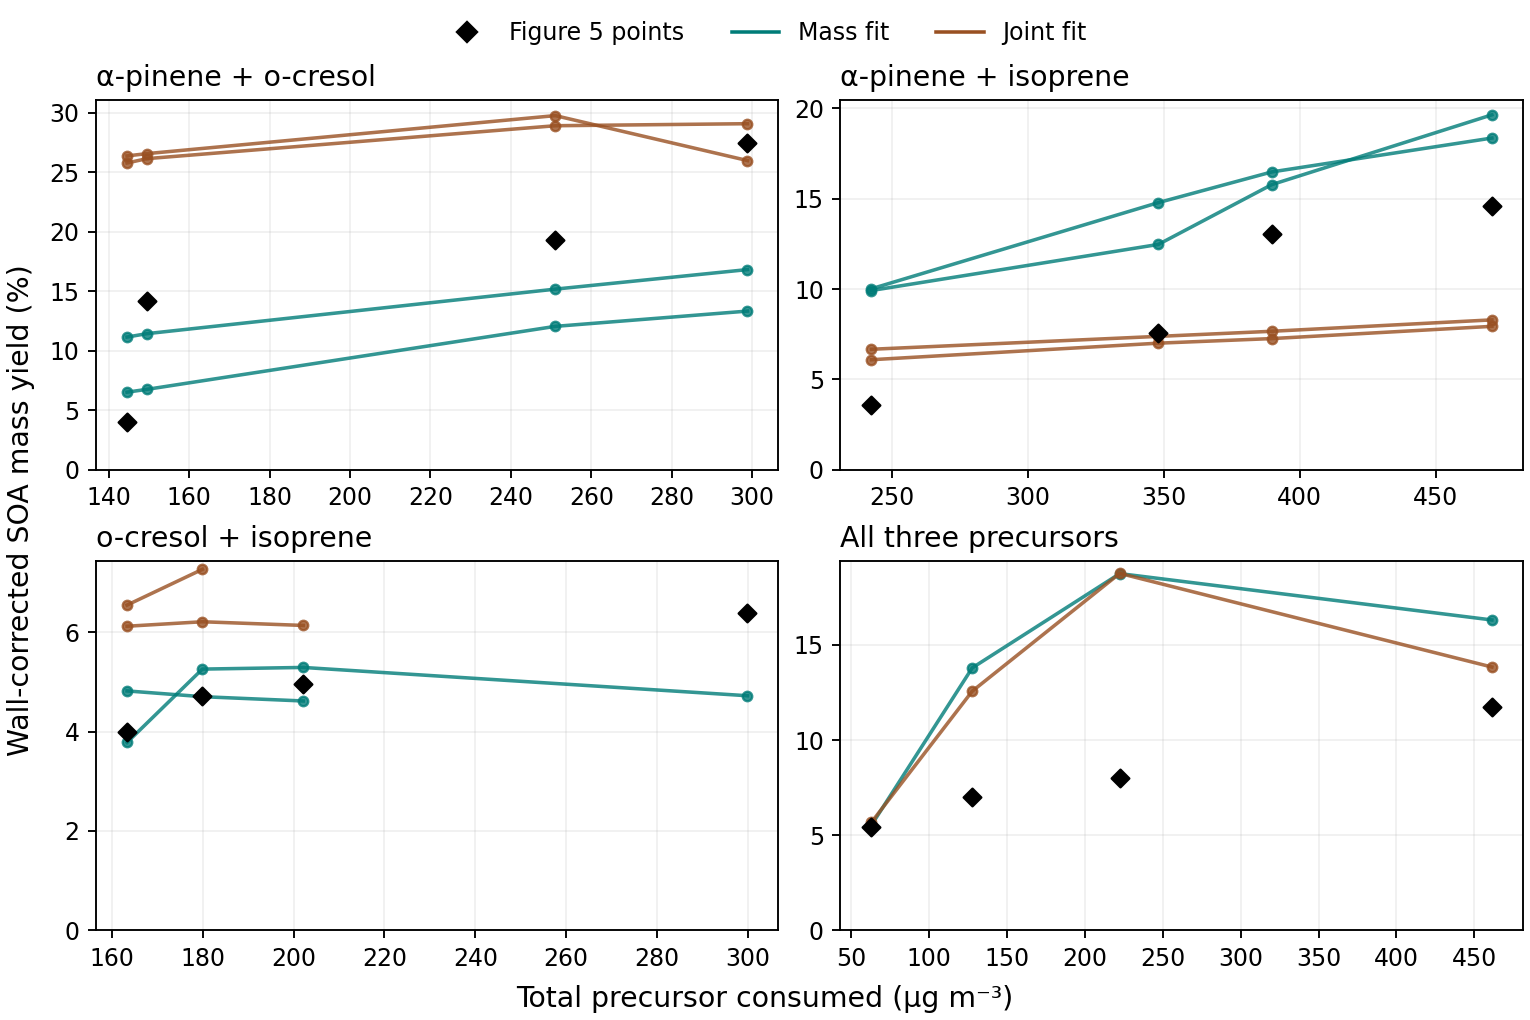 Figure 5 points Mass fit Joint fit
α-pinene + o-cresol
30
25
20
15
10
5
0
140 160 180 200 220 240 260 280 300
α-pinene + isoprene
20
15
10
5
0
250 300 350 400 450
Wall-corrected SOA mass yield (%)
o-cresol + isoprene
6
4
2
0
160 180 200 220 240 260 280 300
All three precursors
15
10
5
0
50 100 150 200 250 300 350 400 450
Total precursor consumed (µg m⁻³)